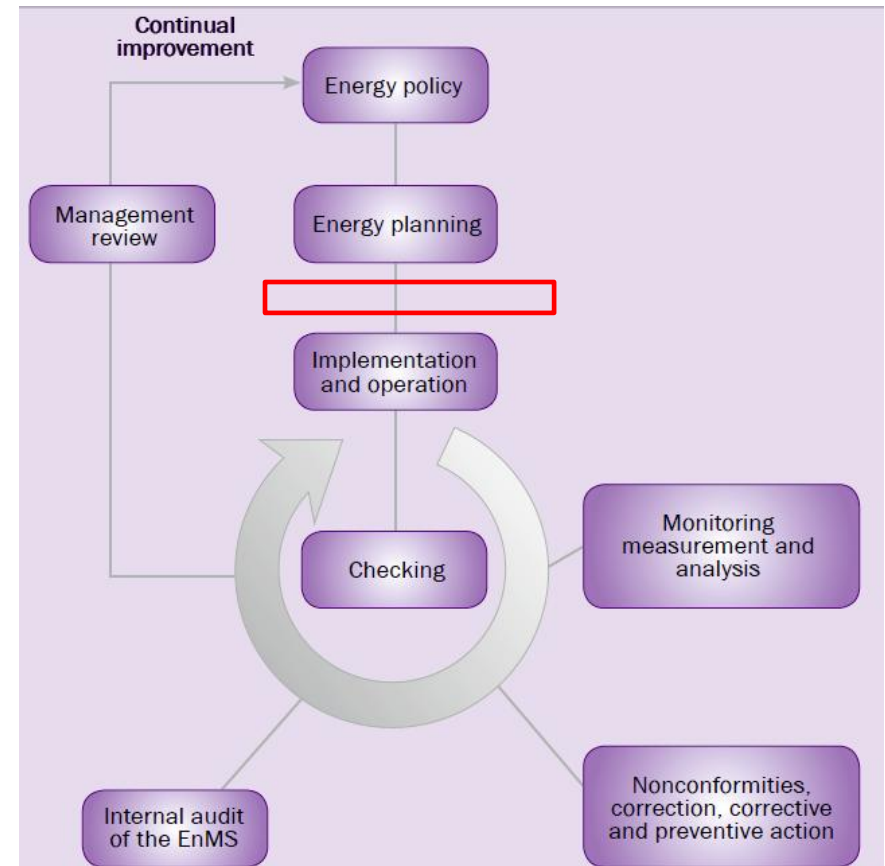 Continual
improvement
Energy policy
Management
review
Energy planning
Implementation
and operation
Checking
Monitoring
measurement and
analysis
Internal audit
of the EnMS
Nonconformities,
correction, corrective
and preventive action